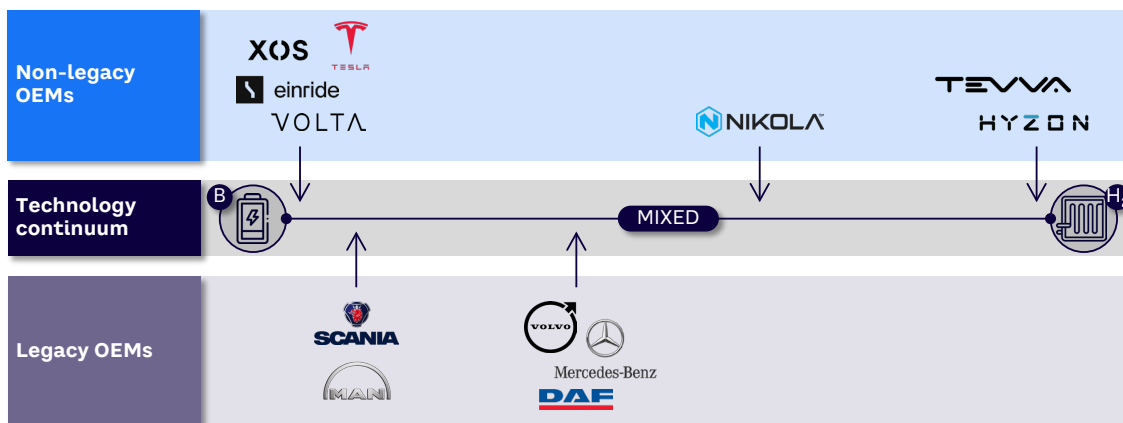 Non-legacy
OEMs
XOS
TESLA
einride
VOLTA
NIKOLA™
TEVVA
HYZON
Technology
continuum
B
MIXED
H
Legacy OEMs
SCANIA
MAN
VOLVO
Mercedes-Benz
DAF